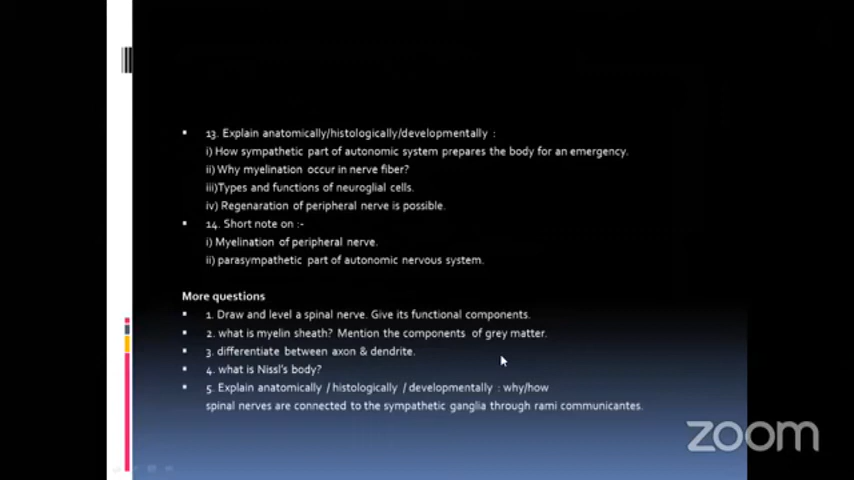 13. Explain anatomically/histologically/developmentally :
i) How sympathetic part of autonomic system prepares the body for an emergency.
ii) Why myelination occur in nerve fiber?
iii)Types and functions of neuroglial cells.
iv) Regenaration of peripheral nerve is possible.
14. Short note on :-
i) Myelination of peripheral nerve.
ii) parasympathetic part of autonomic nervous system.
More questions
1. Draw and level a spinal nerve. Give its functional components.
2. what is myelin sheath? Mention the components of grey matter.
3. differentiate between axon & dendrite.
4. what is Nissl's body?
5. Explain anatomically / histologically / developmentally : why/how
spinal nerves are connected to the sympathetic ganglia through rami communicantes.
zoom